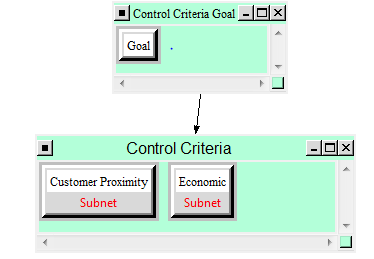 Control Criteria Goal
Goal
Control Criteria
Customer Proximity
Subnet
Economic
Subnet